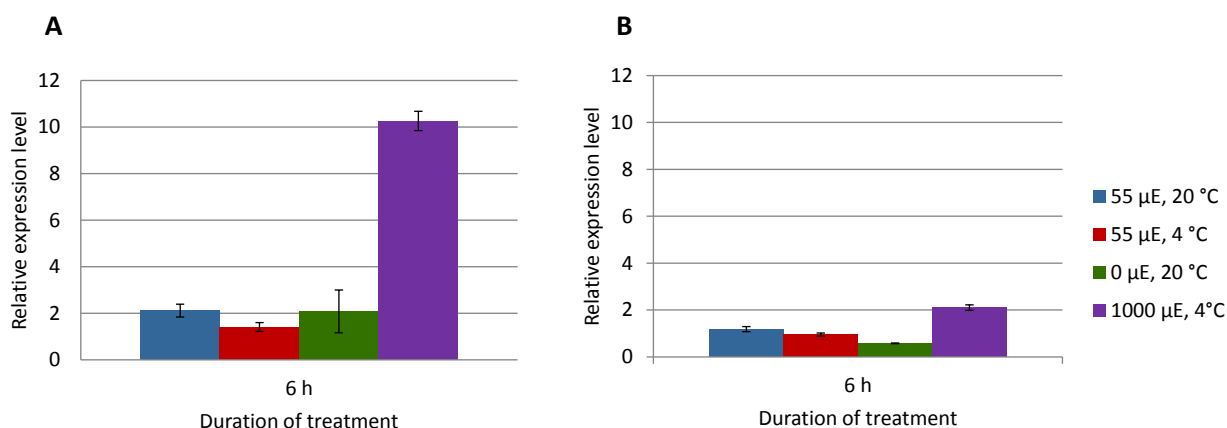 A
Relative expression level
12
10
8
6
4
2
0
6 h
Duration of treatment
B
Relative expression level
12
10
8
6
4
2
0
6 h
Duration of treatment
55 µE, 20 °C
55 µE, 4 °C
0 µE, 20 °C
1000 µE, 4°C